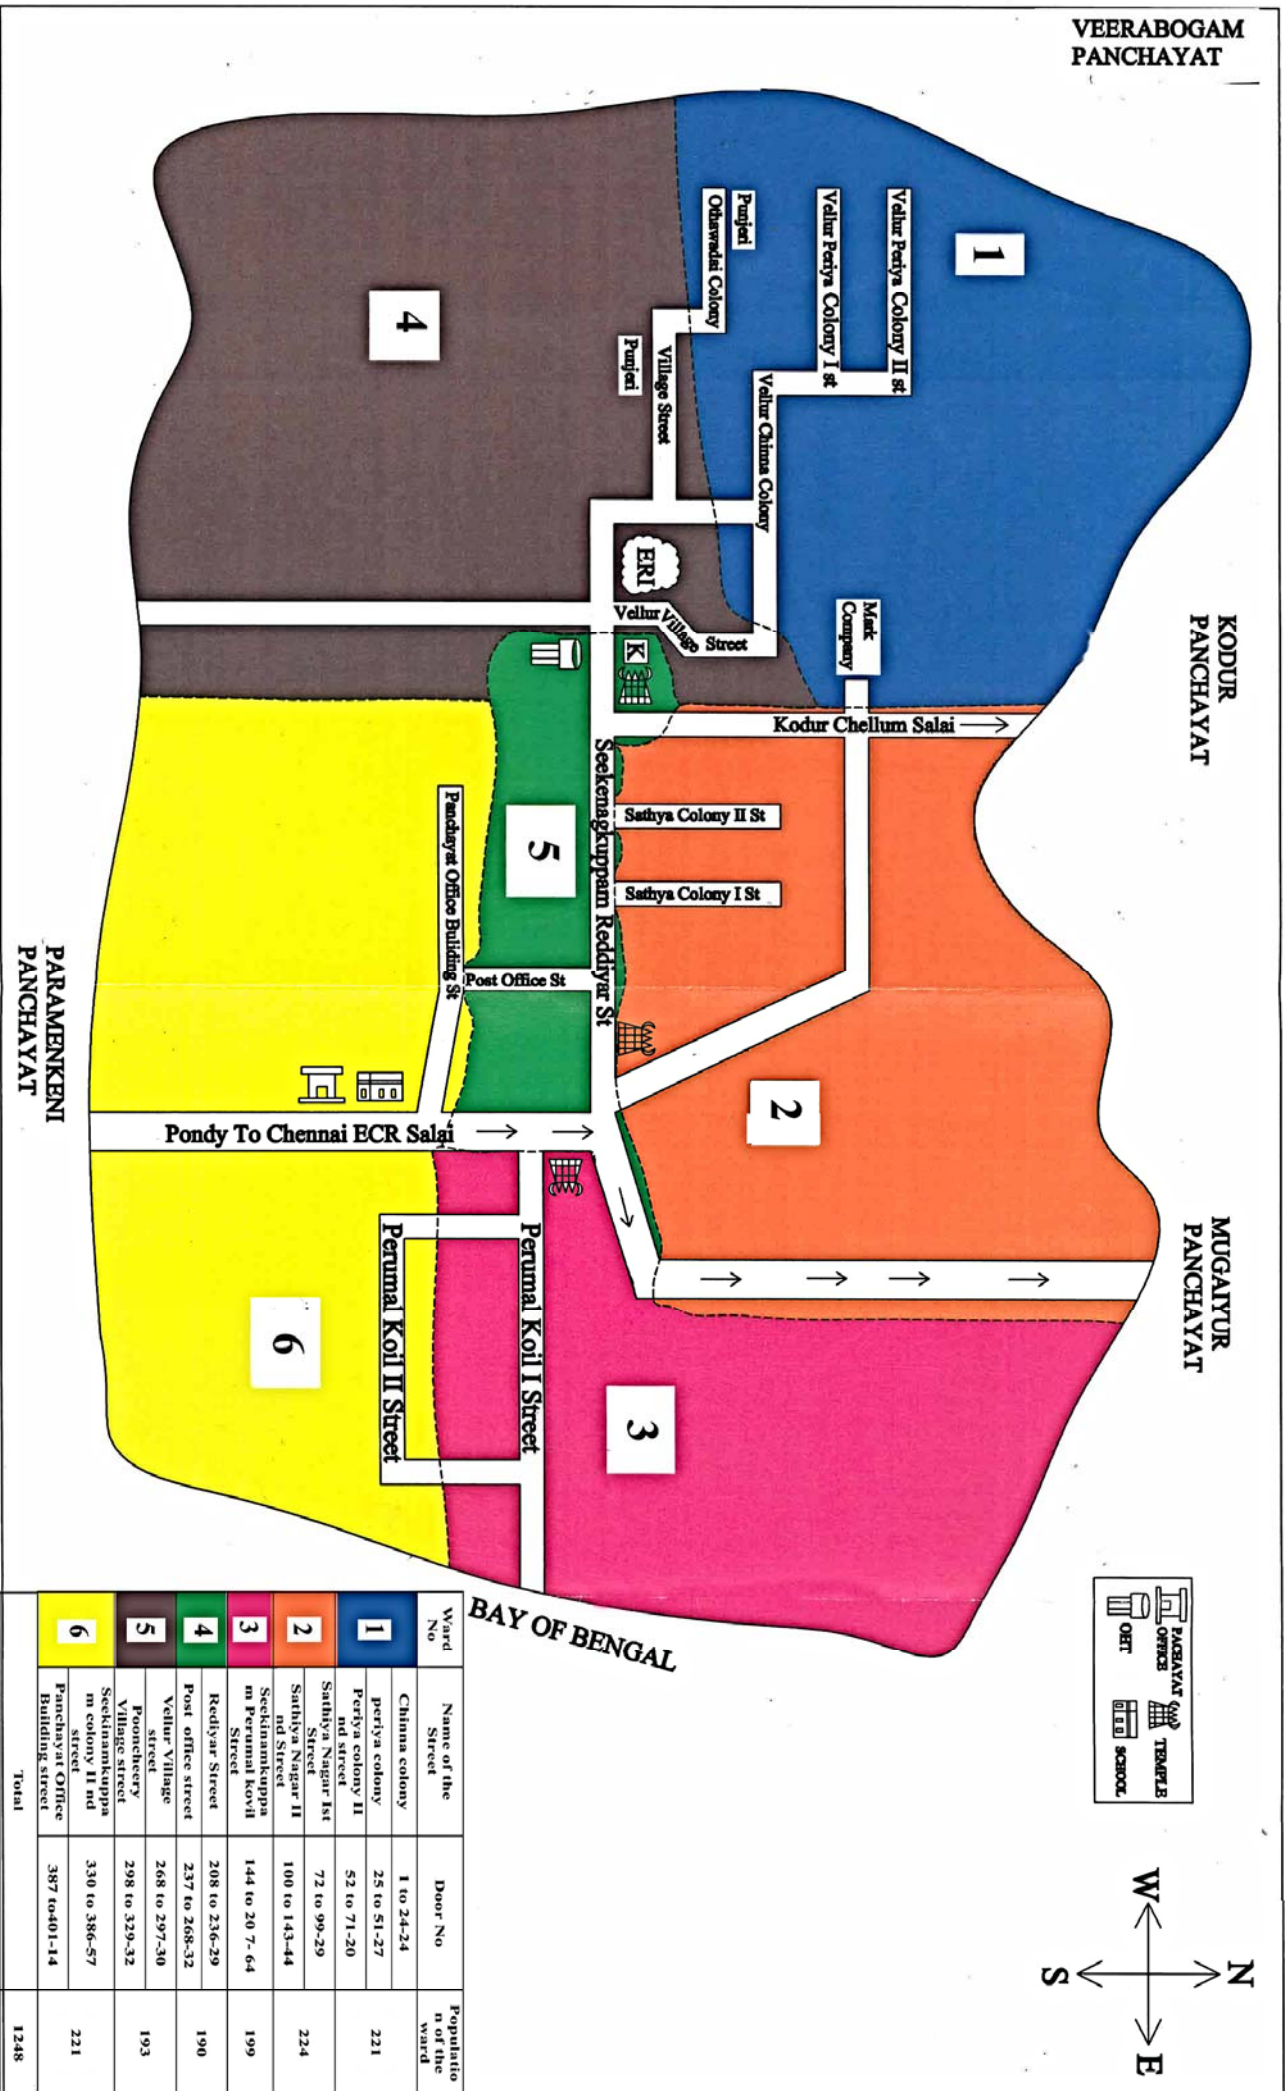 VEERABOGAM
PANCHAYAT
KODUR
PANCHAYAT
MUGAIYUR
PANCHAYAT
PARAMENKENI
PANCHAYAT
BAY OF BENGAL
1
Vellur Periya Colony II st
Vellur Periya Colony I st
Punjeri
Othawadai Colony
Vellur Chinna Colony
Village Street
Punjeri
4
ERI
Vellur Village Street
K
Mark
Company
Kodur Chellum Salai
Sathya Colony II St
Sathya Colony I St
Seekenagkuppam Reddiyar St
5
Post Office St
Panchayat Office Buliding St
2
Pondy To Chennai ECR Salai
Perumal Koil I Street
Perumal Koil II Street
3
6
PACHAYAT
OFFICE
TEMPLE
OHT
SCHOOL
N
W
E
S
Ward
No
Name of the
Street
Door No
Populatio
n of the
ward
1
Chinna colony
1 to 24-24
periya colony
25 to 51-27
Periya colony II
nd street
52 to 71-20
221
2
Sathiya Nagar Ist
Street
72 to 99-29
Sathiya Nagar II
nd Street
100 to 143-44
224
3
Seekinamkuppa
m Perumal kovil
Street
144 to 20 7- 64
199
4
Rediyar Street
208 to 236-29
Post office street
237 to 268-32
190
5
Vellur Village
street
268 to 297-30
Pooncheery
Village street
298 to 329-32
193
6
Seekinamkuppa
m colony II nd
street
330 to 386-57
Panchayat Office
Building street
387 to401-14
221
Total
1248